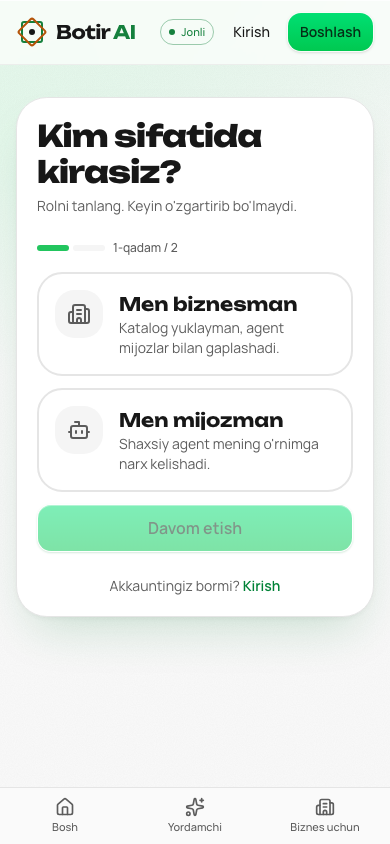 Botir AI
Jonli
Kirish
Boshlash
Kim sifatida
kirasiz?
Rolni tanlang. Keyin o'zgartirib bo'lmaydi.
1-qadam / 2
Men biznesman
Katalog yuklayman, agent
mijozlar bilan gaplashadi.
Men mijozman
Shaxsiy agent mening o'rnimga
narx kelishadi.
Davom etish
Akkauntingiz bormi? Kirish
Bosh
Yordamchi
Biznes uchun